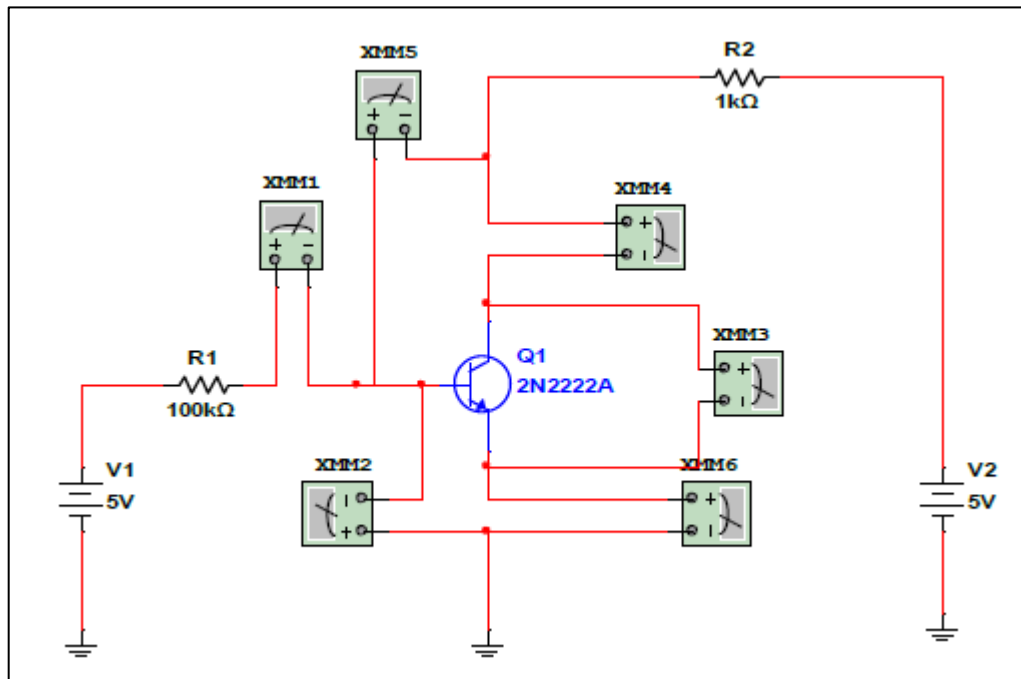 XMM5
+ −
R2
1kΩ
XMM1
+ −
XMM4
+
−
XMM3
+
−
R1
100kΩ
Q1
2N2222A
XMM2
−
+
XMM6
+
−
V1
5V
V2
5V